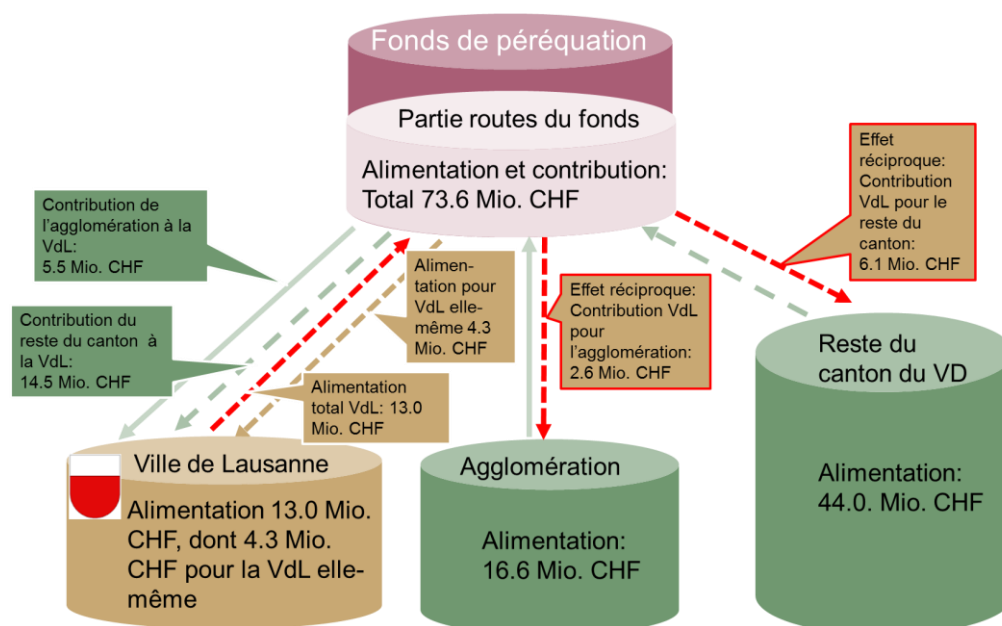 Fonds de péréquation
Partie routes du fonds
Alimentation et contribution:
Total 73.6 Mio. CHF
Effet
réciproque:
Contribution
VdL pour le
reste du
canton:
6.1 Mio. CHF
Contribution de
l'agglomération à la
VdL:
5.5 Mio. CHF
Contribution du
reste du canton à
la VdL:
14.5 Mio. CHF
Alimen-
tation pour
VdL elle-
même 4.3
Mio. CHF
Alimentation
total VdL: 13.0
Mio. CHF
Effet réciproque:
Contribution VdL
pour
l'agglomération:
2.6 Mio. CHF
Ville de Lausanne
Alimentation 13.0 Mio.
CHF, dont 4.3 Mio.
CHF pour la VdL elle-
même
Agglomération
Alimentation:
16.6 Mio. CHF
Reste du
canton du VD
Alimentation:
44.0. Mio. CHF